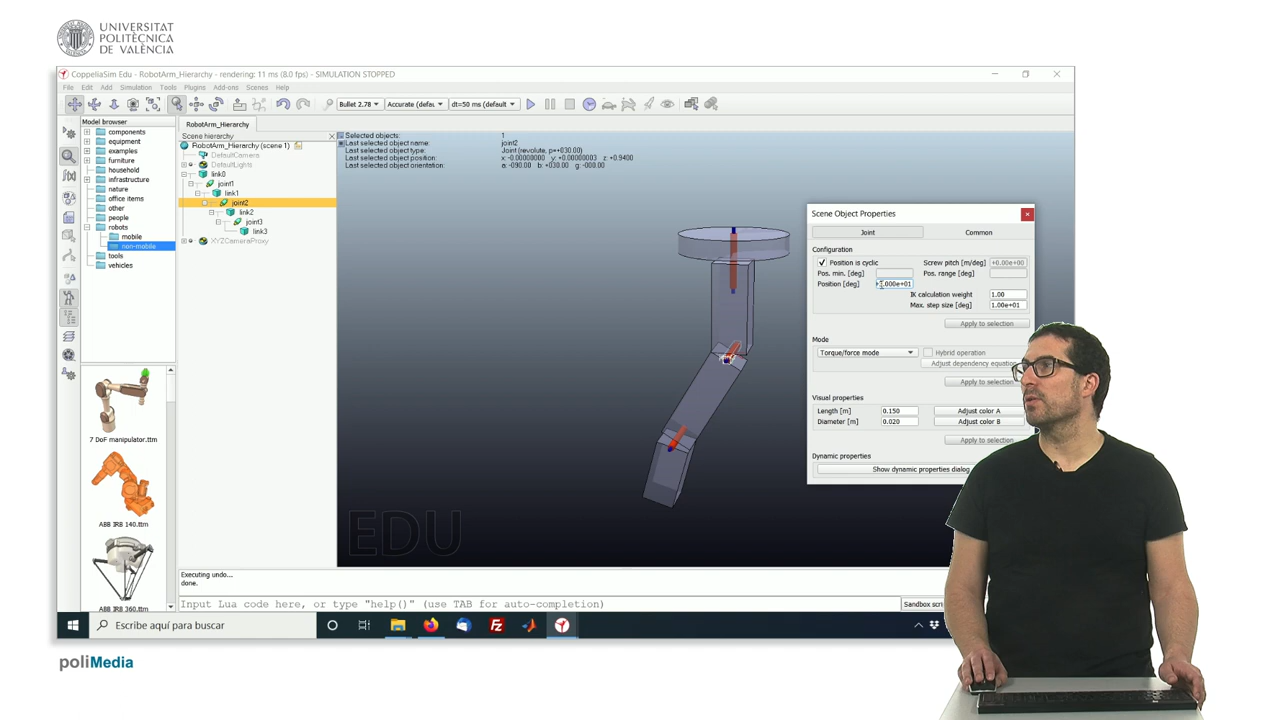 UNIVERSITAT
POLITÈCNICA
DE VALÈNCIA
CoppeliaSim Edu - RobotArm_Hierarchy - rendering: 11 ms (8.0 fps) - SIMULATION STOPPED
File Edit Add Simulation Tools Plugins Add-ons Scenes Help
Bullet 2.78 Accurate (defau dt=50 ms (default)
Model browser
components
equipment
examples
furniture
household
infrastructure
nature
office items
other
people
robots
mobile
non-mobile
tools
vehicles
7 DoF manipulator.ttm
ABB IRB 140.ttm
ABB IRB 360.ttm
RobotArm_Hierarchy
Scene hierarchy
RobotArm_Hierarchy (scene 1)
DefaultCamera
DefaultLights
link0
joint1
link1
joint2
link2
joint3
link3
XYZCameraProxy
Selected objects: 1
Last selected object name: joint2
Last selected object type: Joint (revolute, p=+030.00)
Last selected object position: x: -0.00000000 y: +0.00000003 z: +0.9400
Last selected object orientation: a: -090.00 b: +030.00 g: -000.00
EDU
Scene Object Properties
Joint Common
Configuration
Position is cyclic Screw pitch [m/deg] +0.00e+00
Pos. min. [deg] Pos. range [deg]
Position [deg] .000e+01
IK calculation weight 1.00
Max. step size [deg] 1.00e+01
Apply to selection
Mode
Torque/force mode Hybrid operation
Adjust dependency equation
Apply to
Visual properties
Length [m] 0.150 Adjust color A
Diameter [m] 0.020 Adjust color B
Apply to selection
Dynamic properties
Show dynamic properties dialog
Executing undo...
done.
Input Lua code here, or type "help()" (use TAB for auto-completion)
Sandbox scri
Escribe aquí para buscar
poliMedia